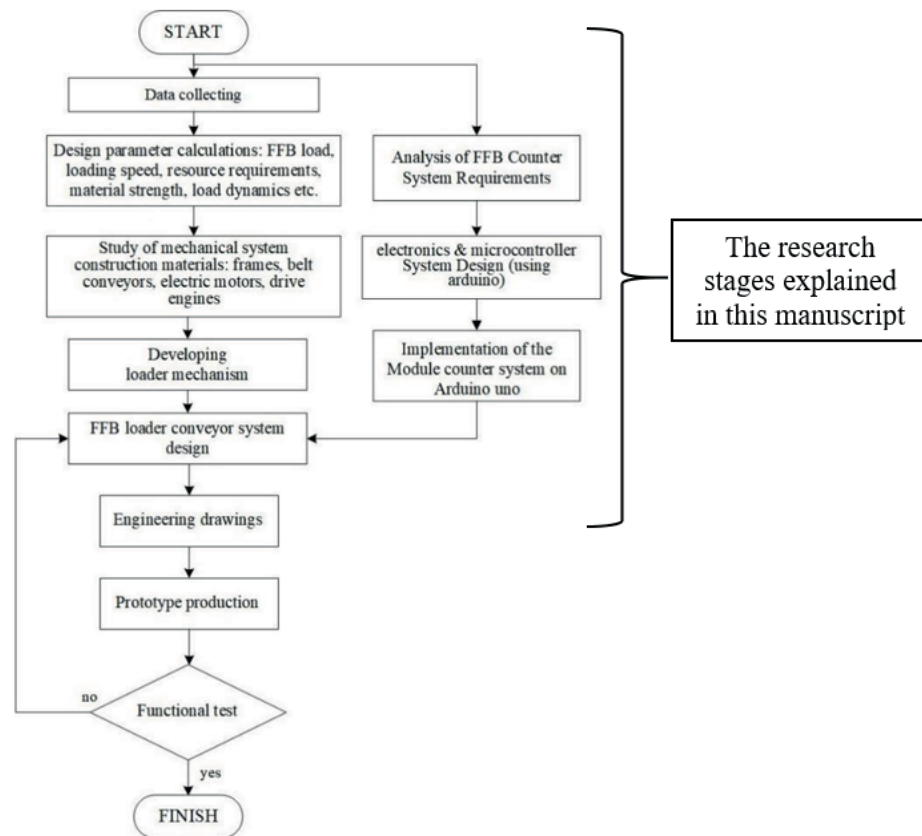 START
Data collecting
Design parameter calculations: FFB load,
loading speed, resource requirements,
material strength, load dynamics etc.
Study of mechanical system
construction materials: frames, belt
conveyors, electric motors, drive
engines
Developing
loader mechanism
FFB loader conveyor system
design
Engineering drawings
Prototype production
Functional test
no
yes
FINISH
Analysis of FFB Counter
System Requirements
electronics & microcontroller
System Design (using
arduino)
Implementation of the
Module counter system on
Arduino uno
The research
stages explained
in this manuscript